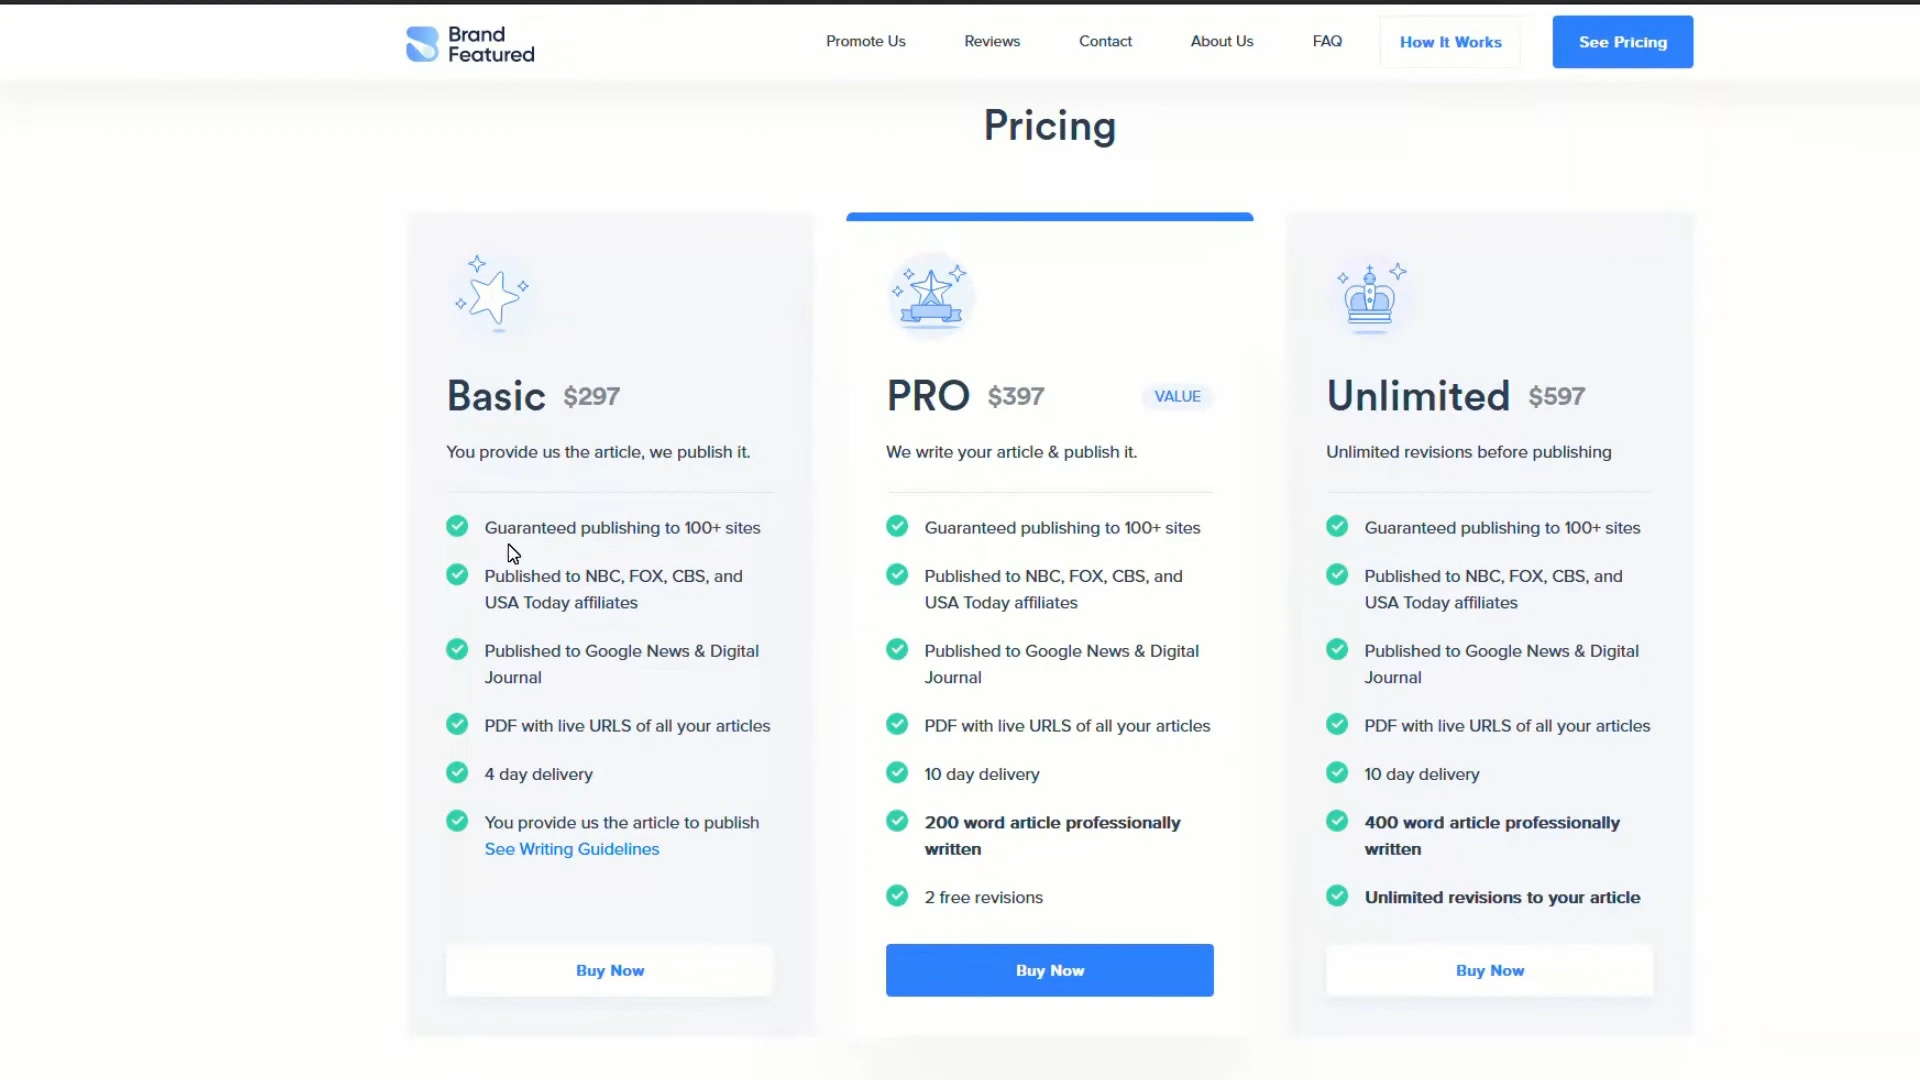 Brand
Featured
Promote Us
Reviews
Contact
About Us
FAQ
How It Works
See Pricing
Pricing
Basic $297
You provide us the article, we publish it.
Guaranteed publishing to 100+ sites
Published to NBC, FOX, CBS, and
USA Today affiliates
Published to Google News & Digital
Journal
PDF with live URLS of all your articles
4 day delivery
You provide us the article to publish
See Writing Guidelines
Buy Now
PRO $397
VALUE
We write your article & publish it.
Guaranteed publishing to 100+ sites
Published to NBC, FOX, CBS, and
USA Today affiliates
Published to Google News & Digital
Journal
PDF with live URLS of all your articles
10 day delivery
200 word article professionally
written
2 free revisions
Buy Now
Unlimited $597
Unlimited revisions before publishing
Guaranteed publishing to 100+ sites
Published to NBC, FOX, CBS, and
USA Today affiliates
Published to Google News & Digital
Journal
PDF with live URLS of all your articles
10 day delivery
400 word article professionally
written
Unlimited revisions to your article
Buy Now